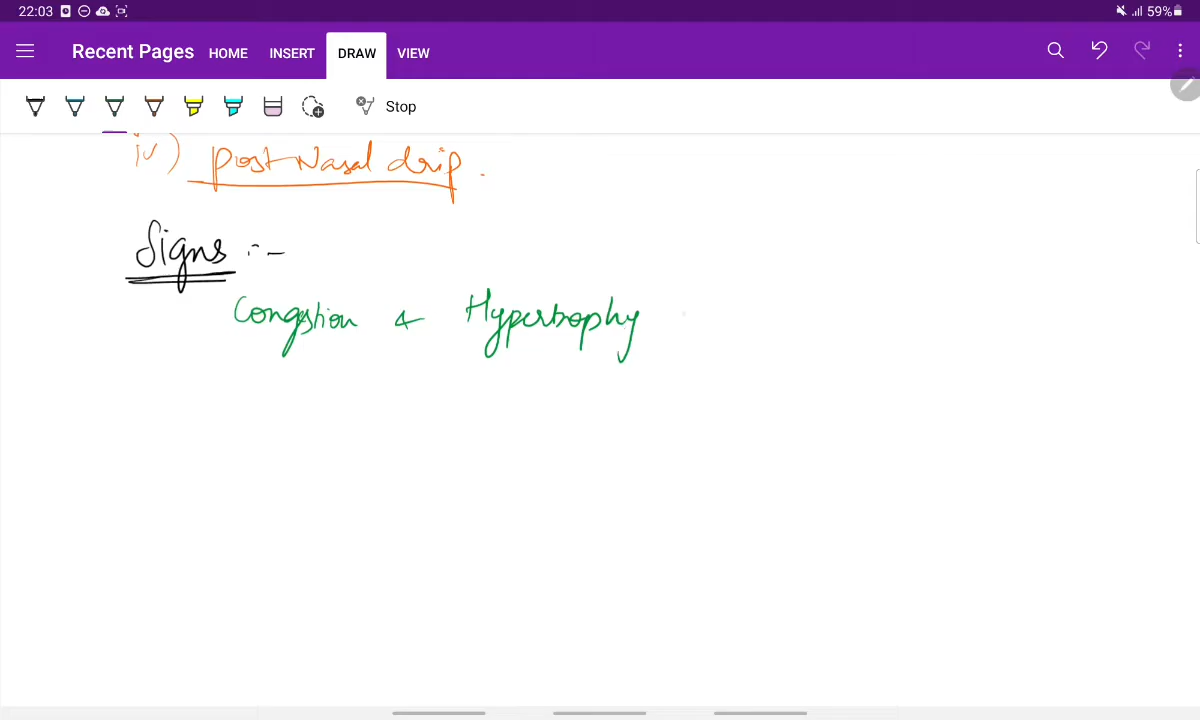 22:03 59%
Recent Pages HOME INSERT DRAW VIEW
Stop
iv) Post Nasal drip.
Signs :-
Congestion & Hypertrophy